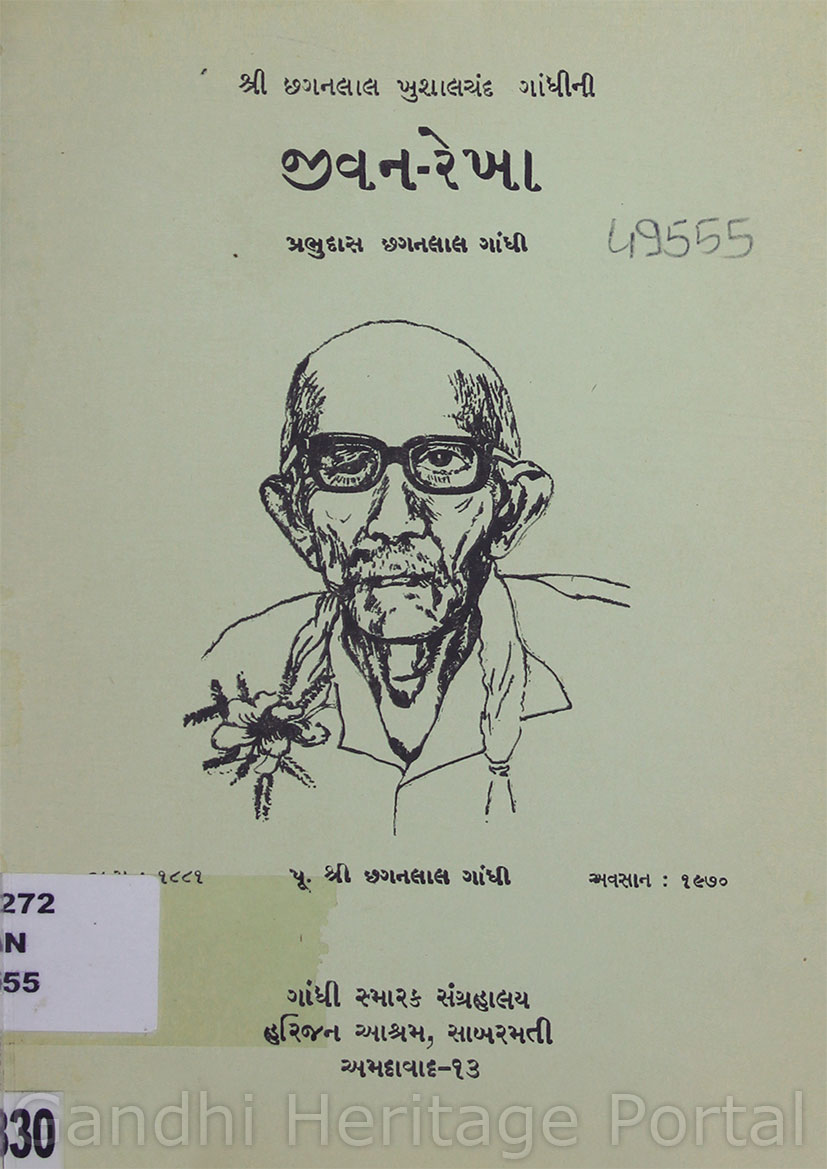 શ્રી છગનલાલ ખુશાલચંદ ગાંધીની
જીવન-રેખા
પ્રભુદાસ છગનલાલ ગાંધી
49555
: ૧૮૮૧ પૂ. શ્રી છગનલાલ ગાંધી અવસાન : ૧૯૭૦
272
N
55
ગાંધી સ્મારક સંગ્રહાલય
હરિજન આશ્રમ, સાબરમતી
અમદાવાદ-૧૩
330
Gandhi Heritage Portal